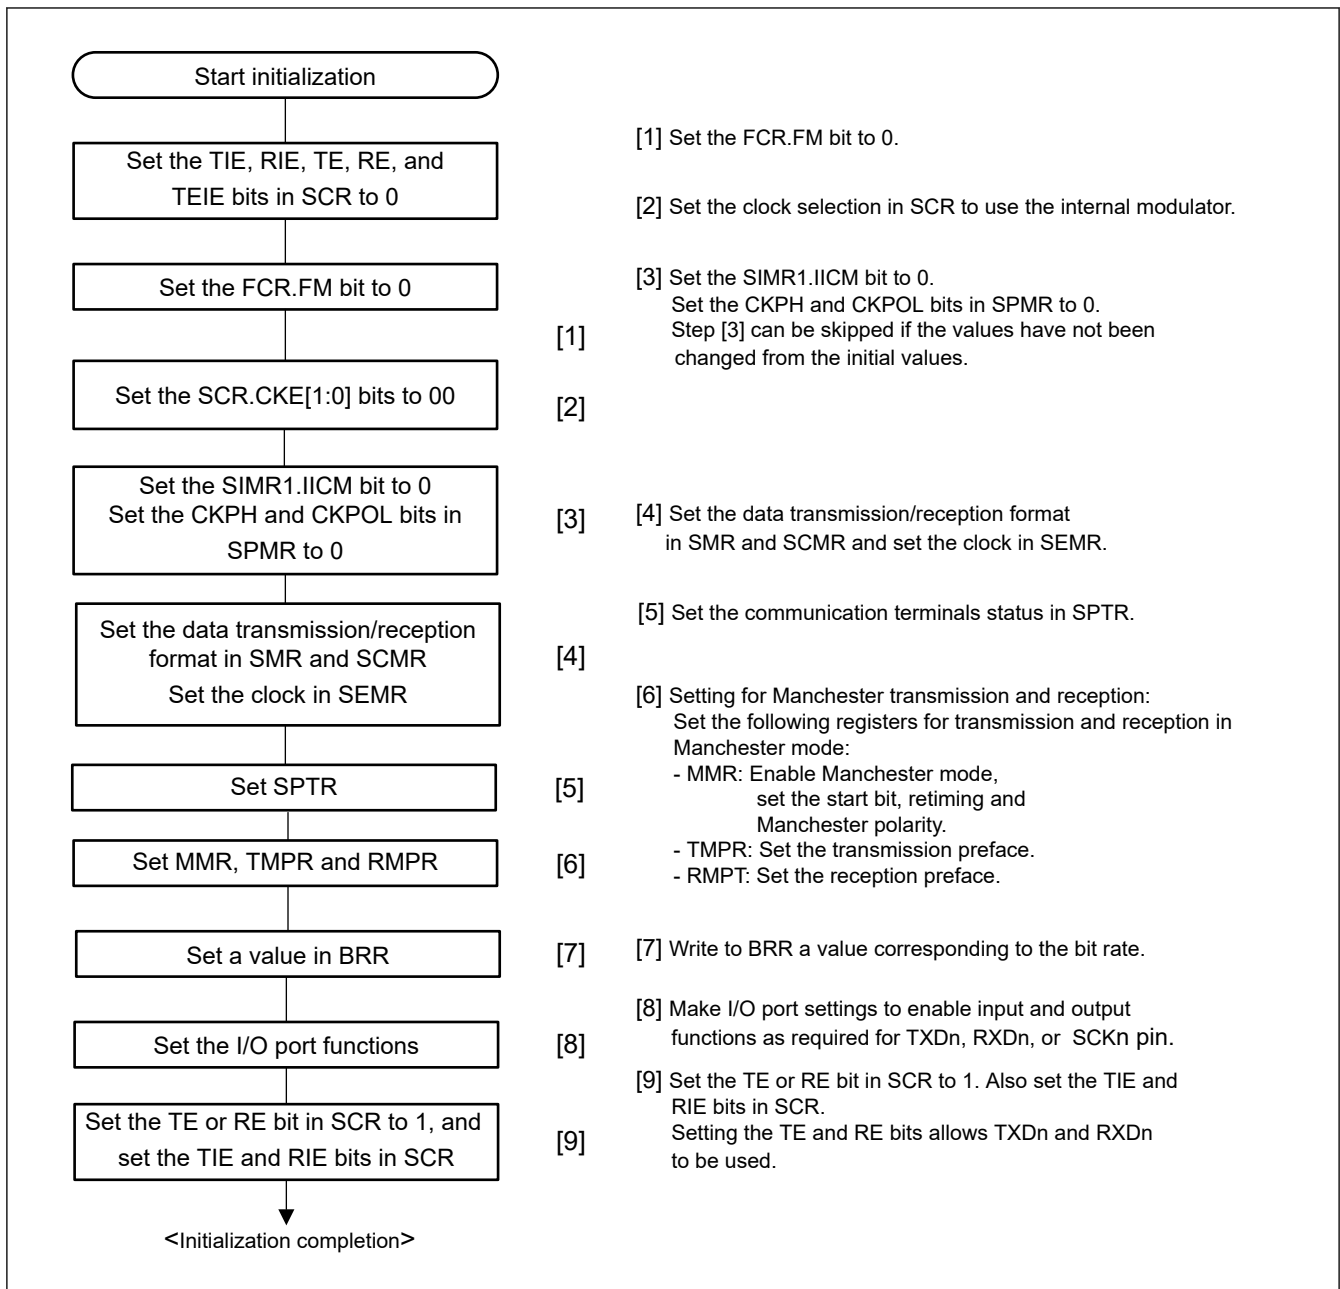 Start initialization
Set the TIE, RIE, TE, RE, and
TEIE bits in SCR to 0
Set the FCR.FM bit to 0
[1]
Set the SCR.CKE[1:0] bits to 00
[2]
Set the SIMR1.IICM bit to 0
Set the CKPH and CKPOL bits in
SPMR to 0
[3]
Set the data transmission/reception
format in SMR and SCMR
Set the clock in SEMR
[4]
Set SPTR
[5]
Set MMR, TMPR and RMPR
[6]
Set a value in BRR
[7]
Set the I/O port functions
[8]
Set the TE or RE bit in SCR to 1, and
set the TIE and RIE bits in SCR
[9]
<Initialization completion>
[1] Set the FCR.FM bit to 0.
[2] Set the clock selection in SCR to use the internal modulator.
[3] Set the SIMR1.IICM bit to 0.
Set the CKPH and CKPOL bits in SPMR to 0.
Step [3] can be skipped if the values have not been
changed from the initial values.
[4] Set the data transmission/reception format
in SMR and SCMR and set the clock in SEMR.
[5] Set the communication terminals status in SPTR.
[6] Setting for Manchester transmission and reception:
Set the following registers for transmission and reception in
Manchester mode:
- MMR: Enable Manchester mode,
set the start bit, retiming and
Manchester polarity.
- TMPR: Set the transmission preface.
- RMPT: Set the reception preface.
[7] Write to BRR a value corresponding to the bit rate.
[8] Make I/O port settings to enable input and output
functions as required for TXDn, RXDn, or SCKn pin.
[9] Set the TE or RE bit in SCR to 1. Also set the TIE and
RIE bits in SCR.
Setting the TE and RE bits allows TXDn and RXDn
to be used.